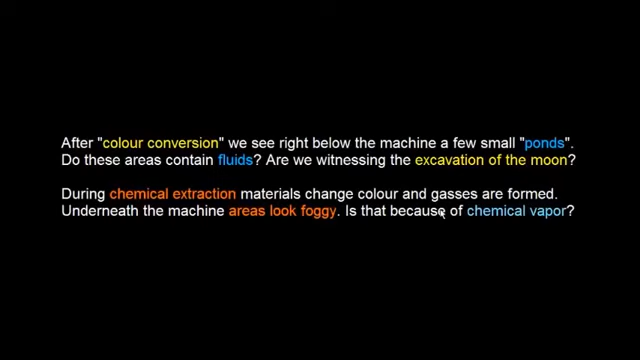 After "colour conversion" we see right below the machine a few small "ponds".
Do these areas contain fluids? Are we witnessing the excavation of the moon?
During chemical extraction materials change colour and gasses are formed.
Underneath the machine areas look foggy. Is that because of chemical vapor?